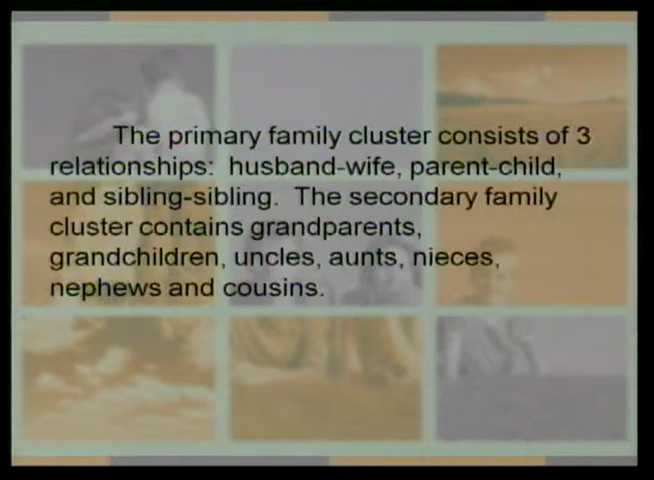 The primary family cluster consists of 3
relationships:  husband-wife, parent-child,
and sibling-sibling.  The secondary family
cluster contains grandparents,
grandchildren, uncles, aunts, nieces,
nephews and cousins.